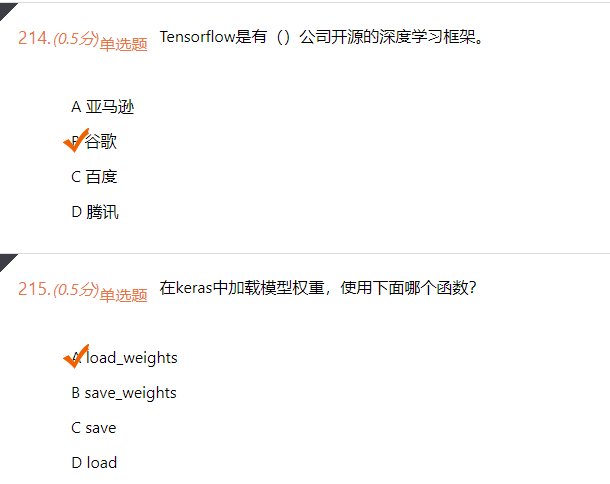 214. (0.5分) 单选题 Tensorflow是有（）公司开源的深度学习框架。
A 亚马逊
B 谷歌
C 百度
D 腾讯
215. (0.5分) 单选题 在keras中加载模型权重，使用下面哪个函数?
A load_weights
B save_weights
C save
D load